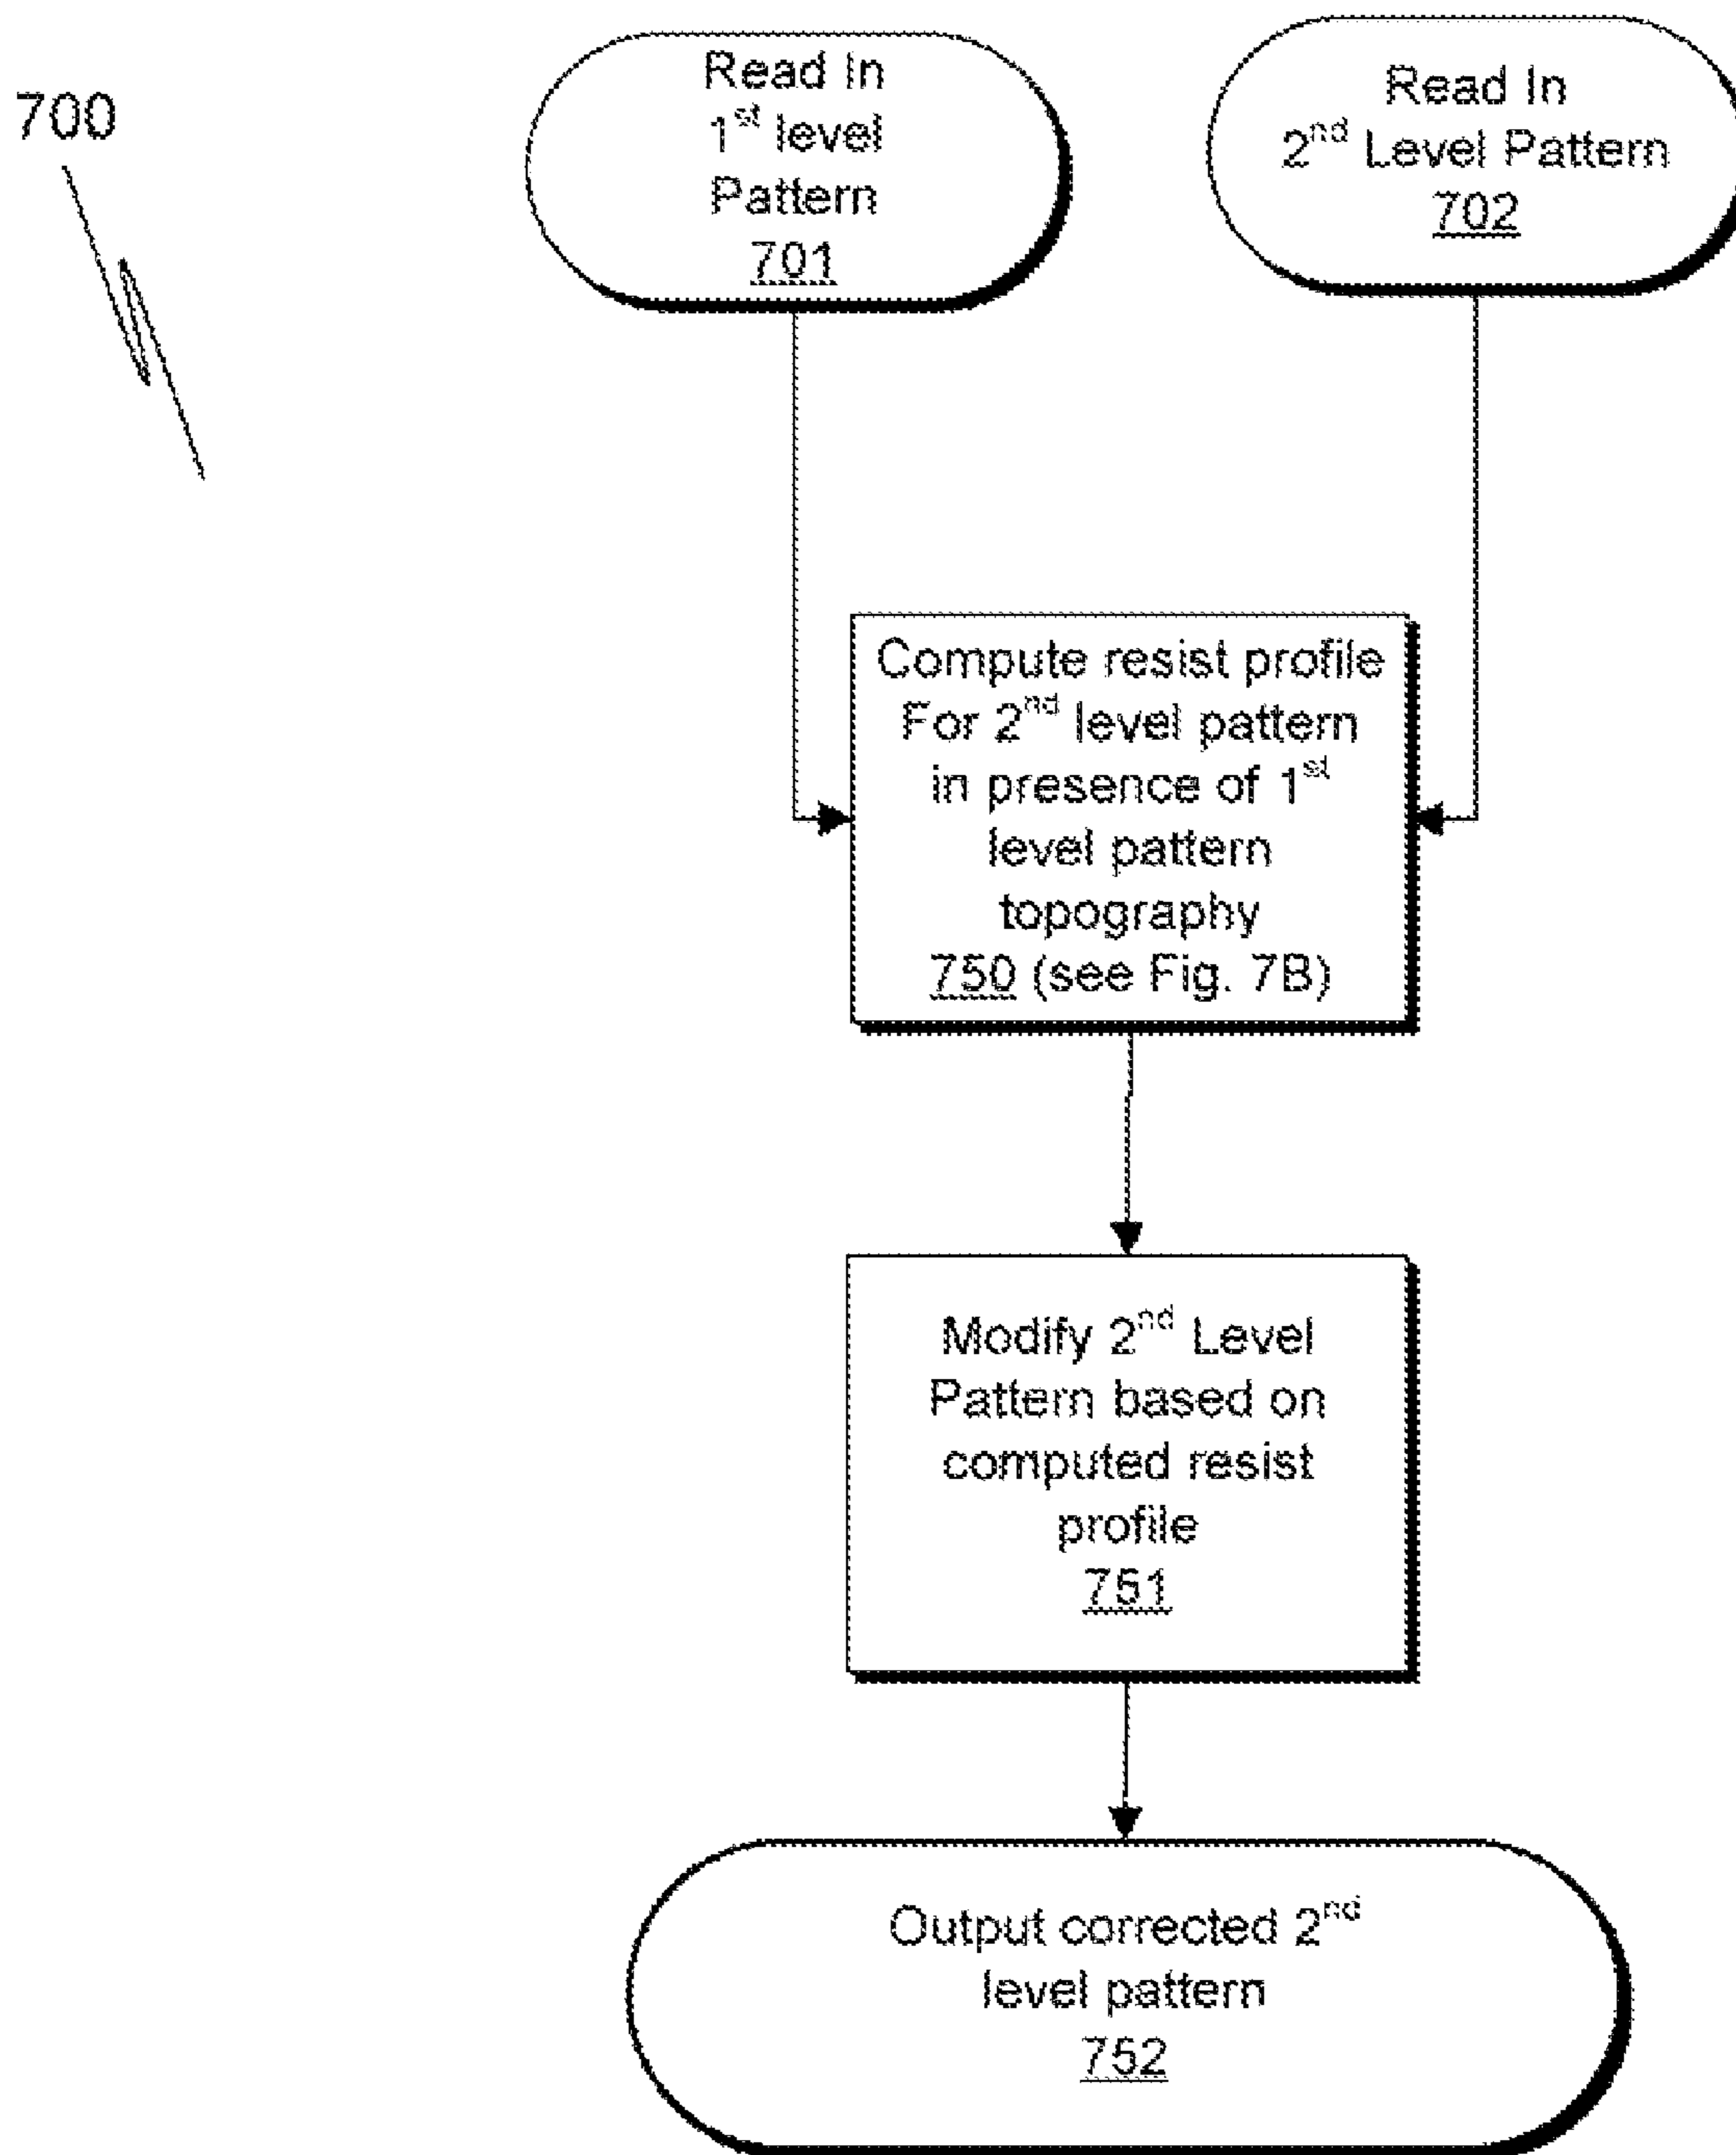 700
Read In
1st level
Pattern
701
Read In
2nd Level Pattern
702
Compute resist profile
For 2nd level pattern
in presence of 1st
level pattern
topography
750 (see Fig. 7B)
Modify 2nd Level
Pattern based on
computed resist
profile
751
Output corrected 2nd
level pattern
752